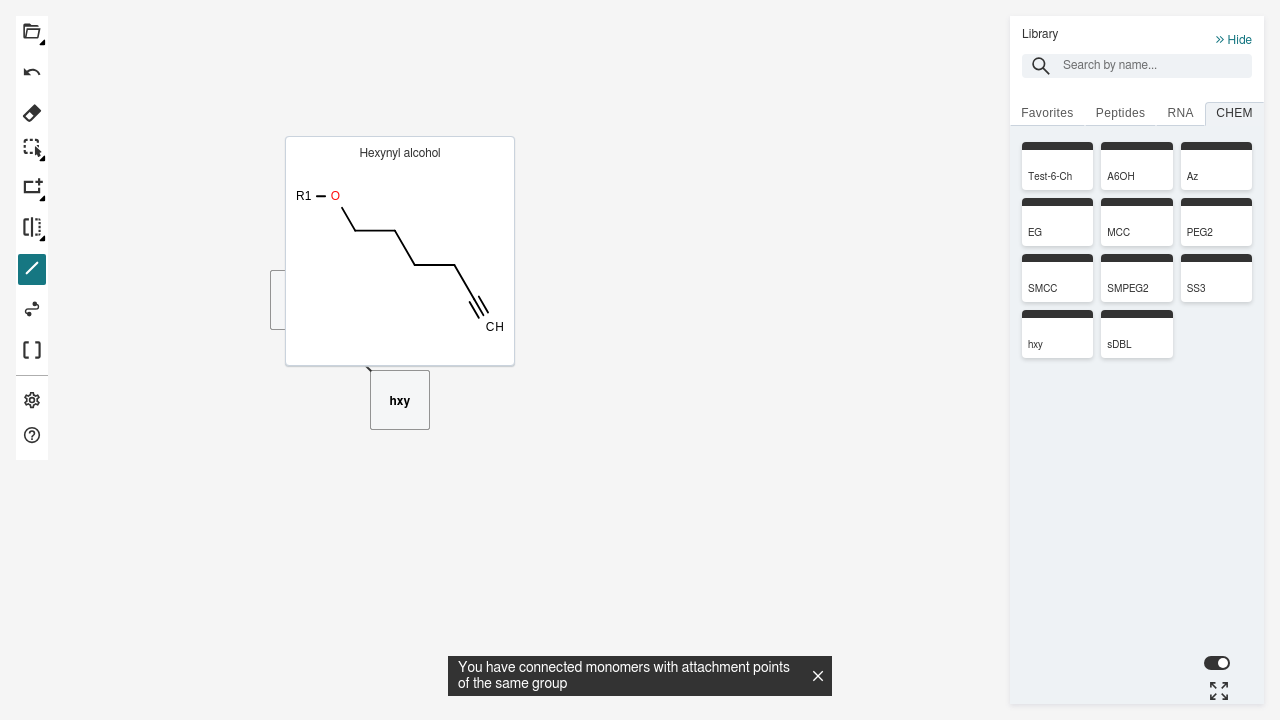 Library
Hide
Search by name...
Favorites
Peptides
RNA
CHEM
Hexynyl alcohol
R1
O
CH
hxy
Test-6-Ch
A6OH
Az
EG
MCC
PEG2
SMCC
SMPEG2
SS3
hxy
sDBL
You have connected monomers with attachment points
of the same group